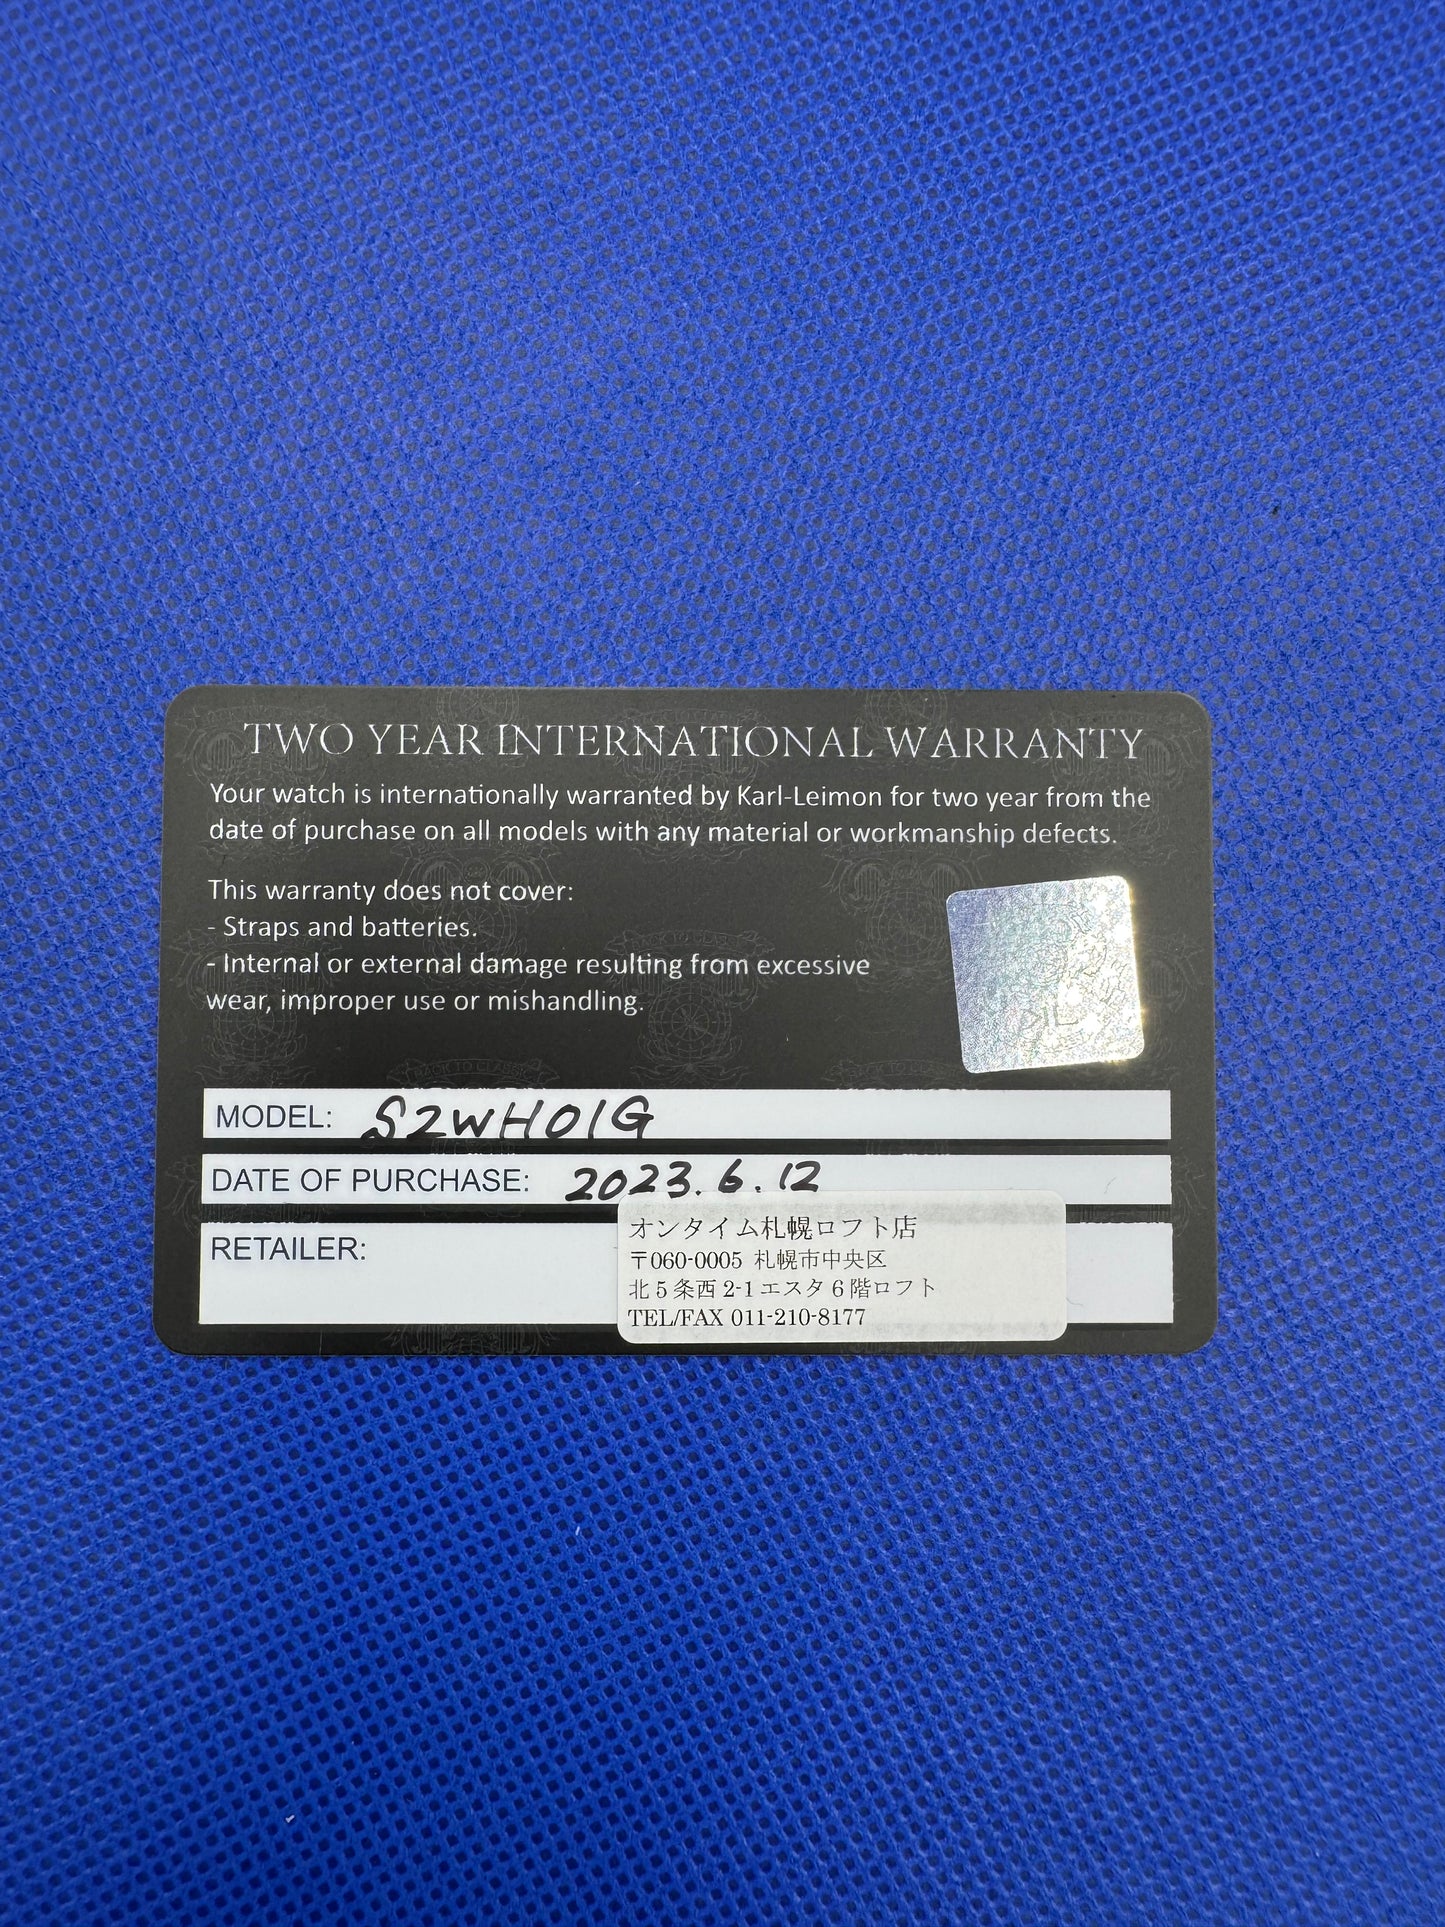 TWO YEAR INTERNATIONAL WARRANTY
Your watch is internationally warranted by Karl-Leimon for two year from the
date of purchase on all models with any material or workmanship defects.
This warranty does not cover:
- Straps and batteries.
- Internal or external damage resulting from excessive
wear, improper use or mishandling.
MODEL: S2WH01G
DATE OF PURCHASE: 2023.6.12
RETAILER:
オンタイム札幌ロフト店
〒060-0005 札幌市中央区
北5条西2-1エスタ6階ロフト
TEL/FAX 011-210-8177